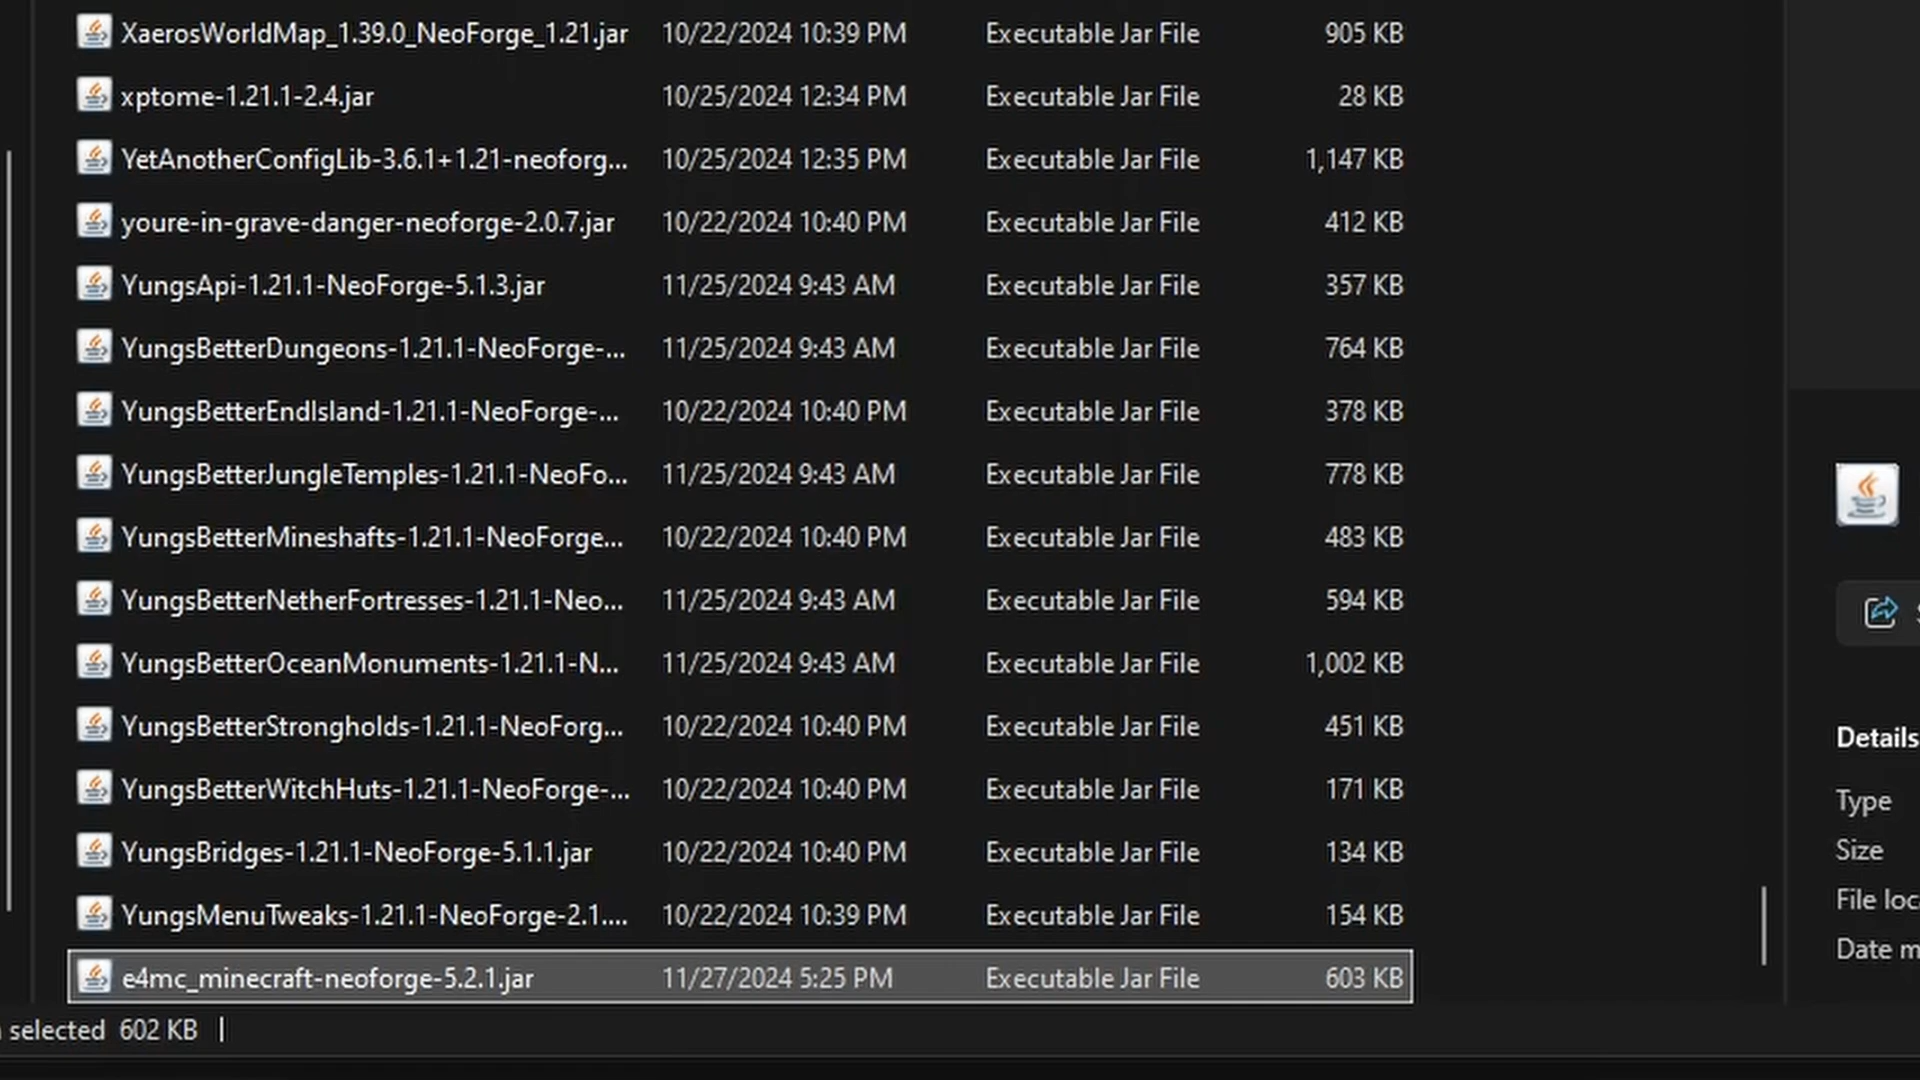 XaerosWorldMap_1.39.0_NeoForge_1.21.jar 10/22/2024 10:39 PM Executable Jar File 905 KB
xptome-1.21.1-2.4.jar 10/25/2024 12:34 PM Executable Jar File 28 KB
YetAnotherConfigLib-3.6.1+1.21-neoforg... 10/25/2024 12:35 PM Executable Jar File 1,147 KB
youre-in-grave-danger-neoforge-2.0.7.jar 10/22/2024 10:40 PM Executable Jar File 412 KB
YungsApi-1.21.1-NeoForge-5.1.3.jar 11/25/2024 9:43 AM Executable Jar File 357 KB
YungsBetterDungeons-1.21.1-NeoForge-... 11/25/2024 9:43 AM Executable Jar File 764 KB
YungsBetterEndIsland-1.21.1-NeoForge-... 10/22/2024 10:40 PM Executable Jar File 378 KB
YungsBetterJungleTemples-1.21.1-NeoFo... 11/25/2024 9:43 AM Executable Jar File 778 KB
YungsBetterMineshafts-1.21.1-NeoForge... 10/22/2024 10:40 PM Executable Jar File 483 KB
YungsBetterNetherFortresses-1.21.1-Neo... 11/25/2024 9:43 AM Executable Jar File 594 KB
YungsBetterOceanMonuments-1.21.1-N... 11/25/2024 9:43 AM Executable Jar File 1,002 KB
YungsBetterStrongholds-1.21.1-NeoForg... 10/22/2024 10:40 PM Executable Jar File 451 KB
YungsBetterWitchHuts-1.21.1-NeoForge-... 10/22/2024 10:40 PM Executable Jar File 171 KB
YungsBridges-1.21.1-NeoForge-5.1.1.jar 10/22/2024 10:40 PM Executable Jar File 134 KB
YungsMenuTweaks-1.21.1-NeoForge-2.1.... 10/22/2024 10:39 PM Executable Jar File 154 KB
e4mc_minecraft-neoforge-5.2.1.jar 11/27/2024 5:25 PM Executable Jar File 603 KB
selected 602 KB
Details
Type
Size
File loc
Date m